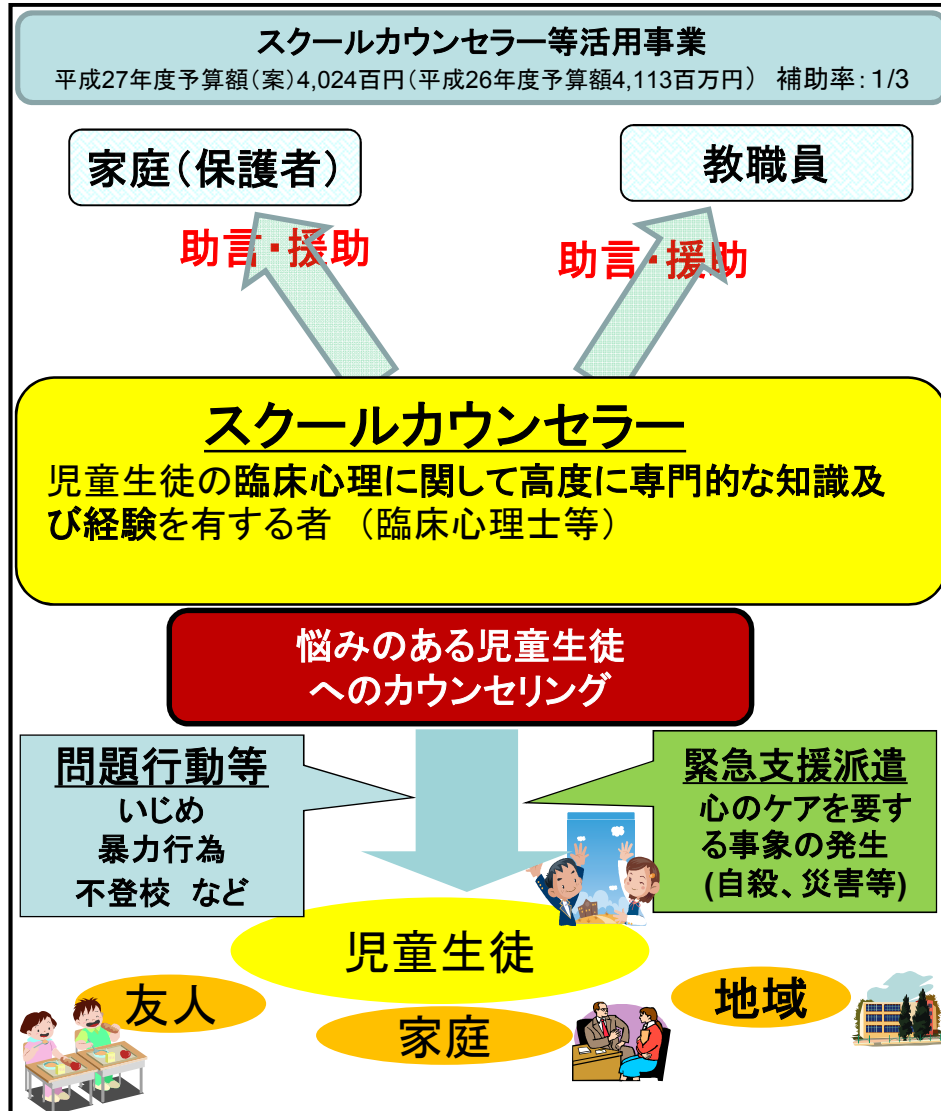 スクールカウンセラー等活用事業
平成27年度予算額(案)4,024百円(平成26年度予算額4,113百万円) 補助率:1/3
家庭(保護者)
教職員
助言・援助
助言・援助
スクールカウンセラー
児童生徒の臨床心理に関して高度に専門的な知識及
び経験を有する者 (臨床心理士等)
悩みのある児童生徒
へのカウンセリング
問題行動等
いじめ
暴力行為
不登校 など
緊急支援派遣
心のケアを要す
る事象の発生
(自殺、災害等)
児童生徒
友人
家庭
地域